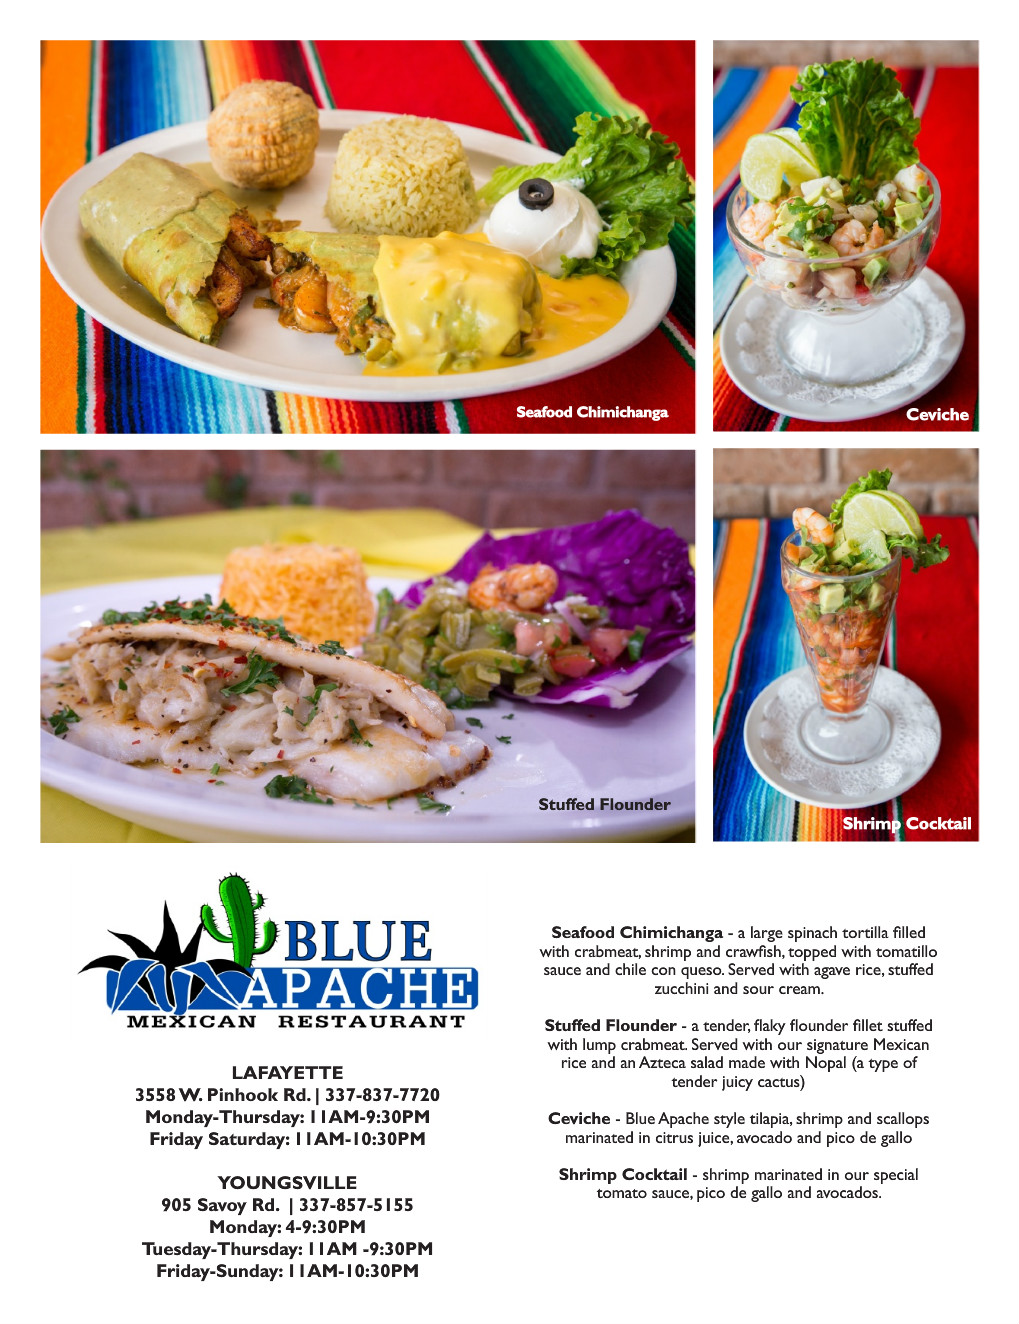 Seafood Chimichanga
Ceviche
Stuffed Flounder
Shrimp Cocktail
BLUE
APACHE
MEXICAN RESTAURANT
LAFAYETTE
3558 W. Pinhook Rd. | 337-837-7720
Monday-Thursday: 11AM-9:30PM
Friday Saturday: 11AM-10:30PM
YOUNGSVILLE
905 Savoy Rd. | 337-857-5155
Monday: 4-9:30PM
Tuesday-Thursday: 11AM -9:30PM
Friday-Sunday: 11AM-10:30PM
Seafood Chimichanga - a large spinach tortilla filled
with crabmeat, shrimp and crawfish, topped with tomatillo
sauce and chile con queso. Served with agave rice, stuffed
zucchini and sour cream.
Stuffed Flounder - a tender, flaky flounder fillet stuffed
with lump crabmeat. Served with our signature Mexican
rice and an Azteca salad made with Nopal (a type of
tender juicy cactus)
Ceviche - Blue Apache style tilapia, shrimp and scallops
marinated in citrus juice, avocado and pico de gallo
Shrimp Cocktail - shrimp marinated in our special
tomato sauce, pico de gallo and avocados.